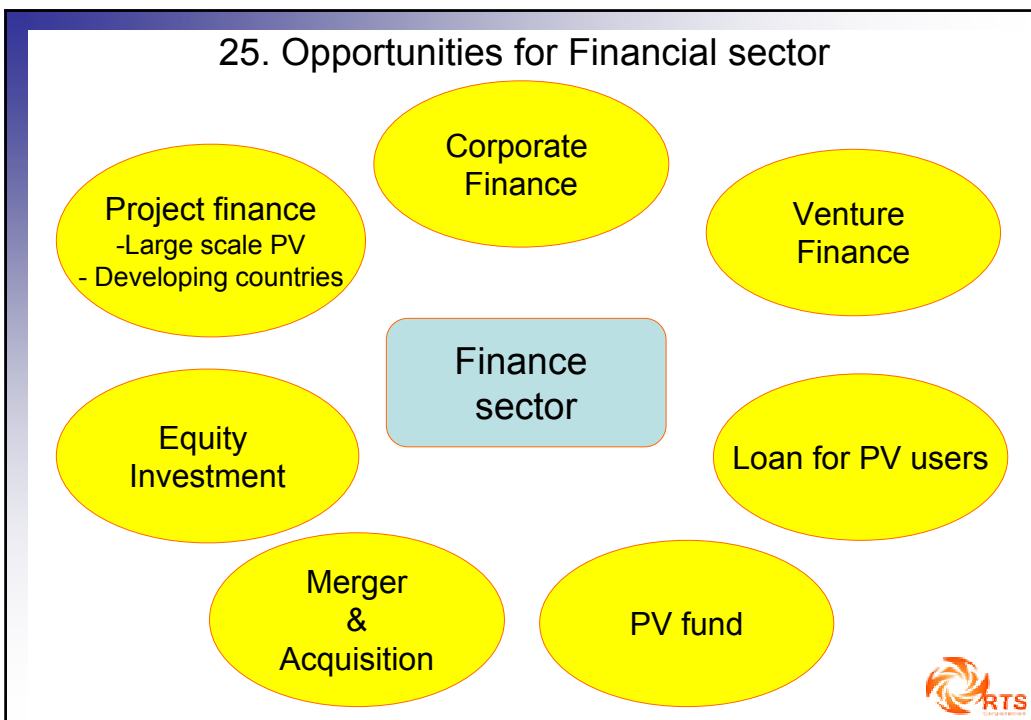 25. Opportunities for Financial sector
Corporate
Finance
Project finance
-Large scale PV
- Developing countries
Venture
Finance
Finance
sector
Equity
Investment
Loan for PV users
Merger
&
Acquisition
PV fund
RTS